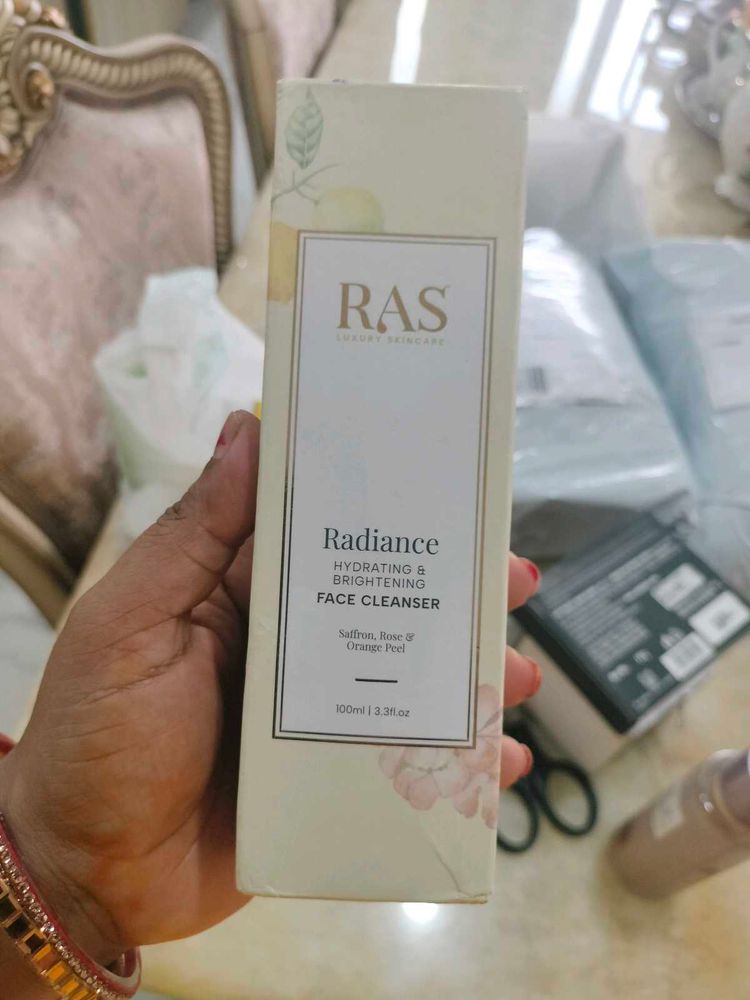 RAS
LUXURY SKINCARE
Radiance
HYDRATING &
BRIGHTENING
FACE CLEANSER
Saffron, Rose &
Orange Peel
100ml | 3.3fl.oz